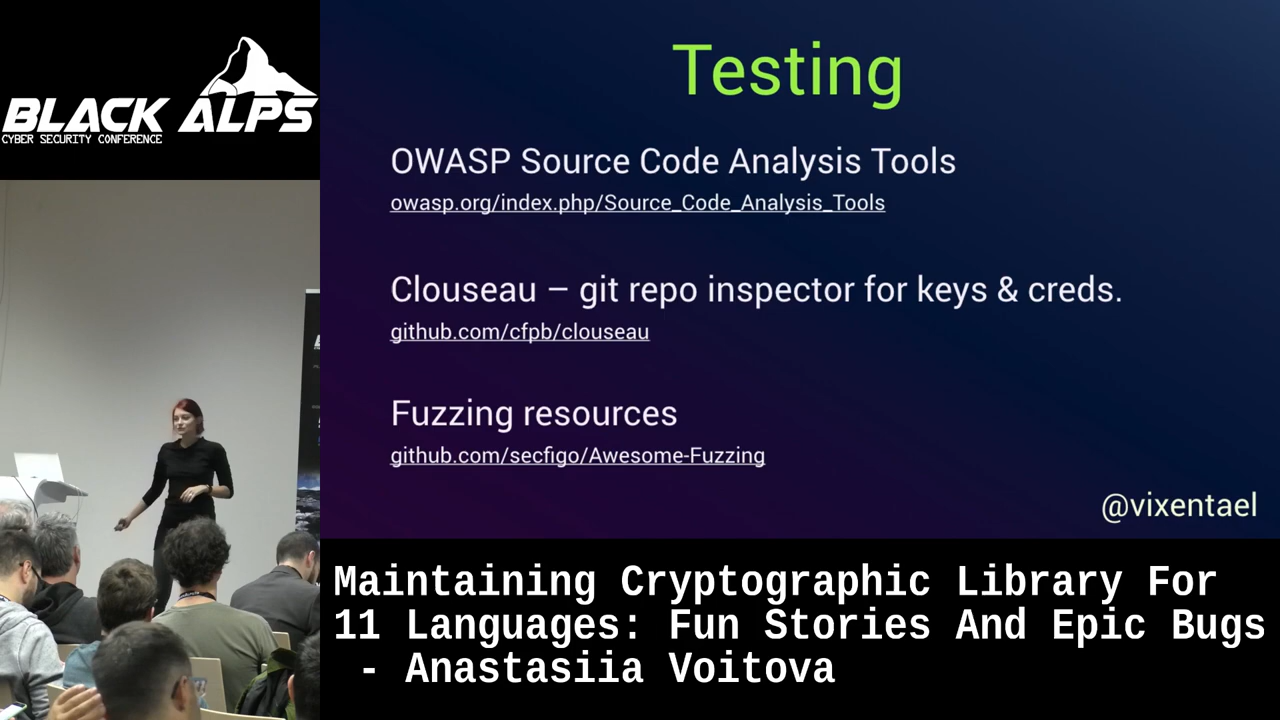 BLACK ALPS
CYBER SECURITY CONFERENCE
Testing
OWASP Source Code Analysis Tools
owasp.org/index.php/Source_Code_Analysis_Tools
Clouseau – git repo inspector for keys & creds.
github.com/cfpb/clouseau
Fuzzing resources
github.com/secfigo/Awesome-Fuzzing
@vixentael
Maintaining Cryptographic Library For
11 Languages: Fun Stories And Epic Bugs
- Anastasiia Voitova